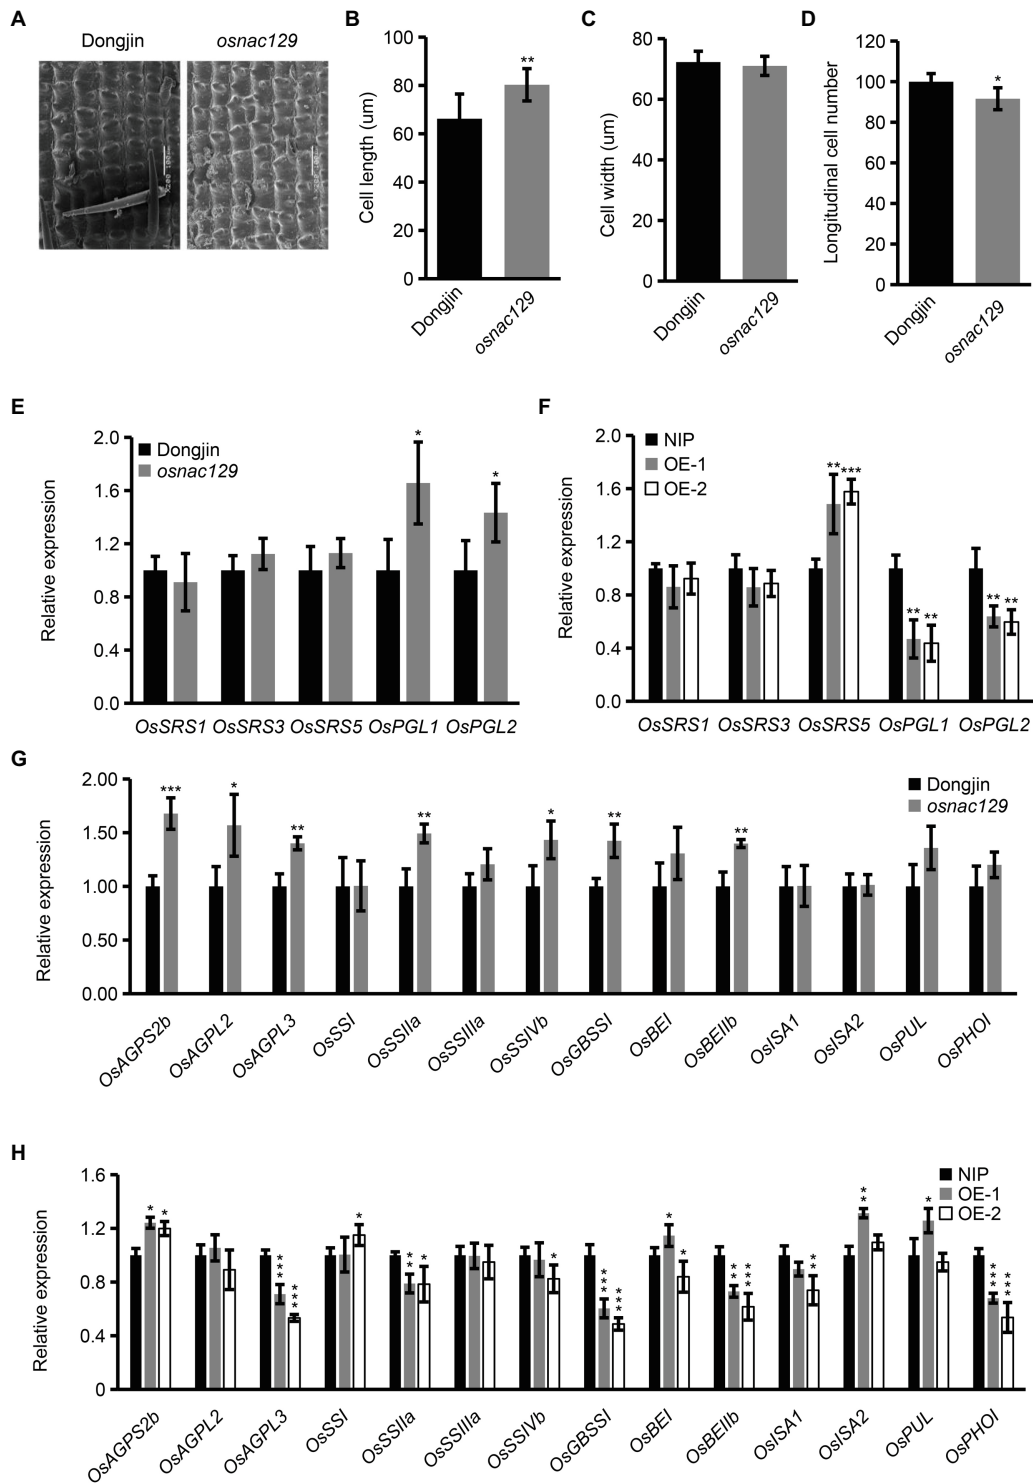 A
Dongjin
osnac129
B
Cell length (um)
100
80
60
40
20
0
**
Dongjin
osnac129
C
Cell width (um)
80
60
40
20
0
Dongjin
osnac129
D
Longitudinal cell number
120
100
80
60
40
20
0
*
Dongjin
osnac129
E
Relative expression
2.0
1.6
1.2
0.8
0.4
0.0
Dongjin
osnac129
* *
OsSRS1 OsSRS3 OsSRS5 OsPGL1 OsPGL2
F
Relative expression
2.0
1.6
1.2
0.8
0.4
0.0
NIP
OE-1
OE-2
** *** ** ** ** **
OsSRS1 OsSRS3 OsSRS5 OsPGL1 OsPGL2
G
Relative expression
2.00
1.50
1.00
0.50
0.00
Dongjin
osnac129
*** * ** ** * ** **
OsAGPS2b OsAGPL2 OsAGPL3 OsSSI OsSSIIa OsSSIIIa OsSSIVb OsGBSSI OsBEI OsBEIIb OsISA1 OsISA2 OsPUL OsPHOI
H
Relative expression
1.6
1.2
0.8
0.4
0
NIP
OE-1
OE-2
* * *** *** * ** * * *** *** * * ** *** ** ** * *** ***
OsAGPS2b OsAGPL2 OsAGPL3 OsSSI OsSSIIa OsSSIIIa OsSSIVb OsGBSSI OsBEI OsBEIIb OsISA1 OsISA2 OsPUL OsPHOI